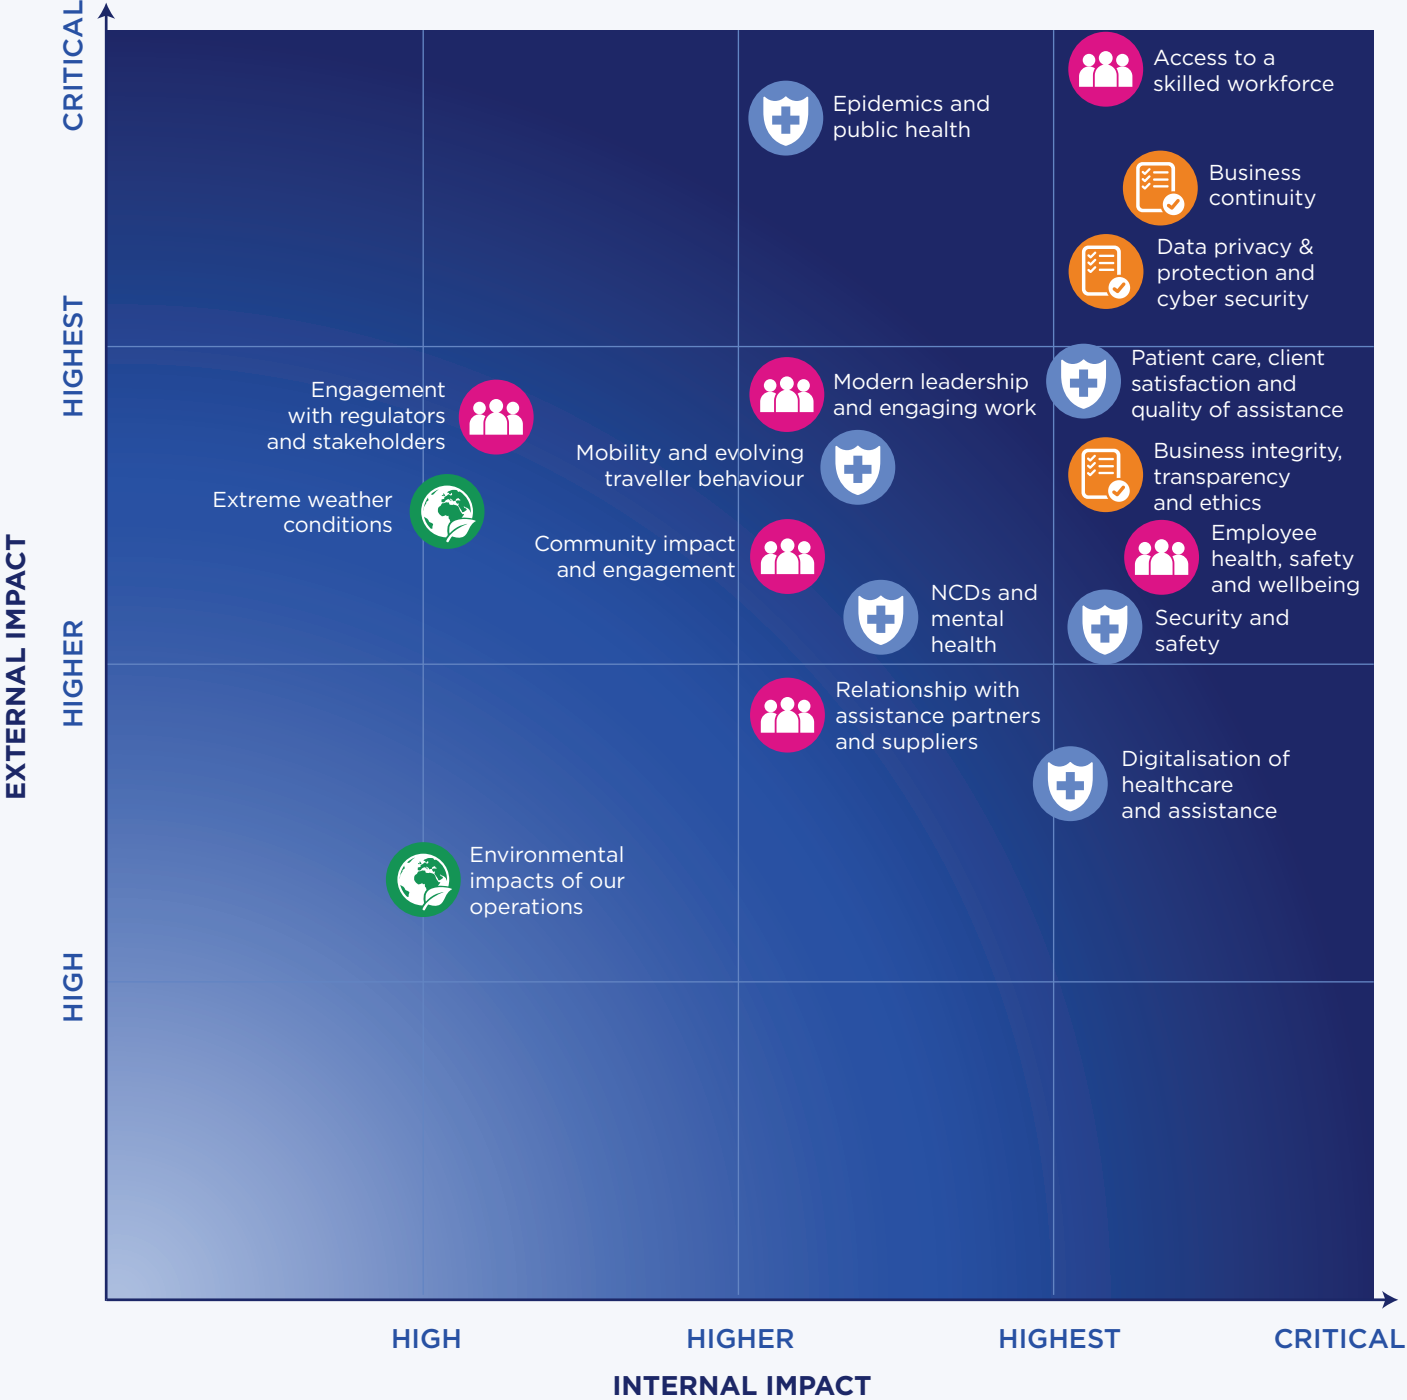 CRITICAL
HIGHEST
HIGHER
HIGH
EXTERNAL IMPACT
Access to a
skilled workforce
Epidemics and
public health
Business
continuity
Data privacy &
protection and
cyber security
Patient care, client
satisfaction and
quality of assistance
Engagement
with regulators
and stakeholders
Modern leadership
and engaging work
Mobility and evolving
traveller behaviour
Business integrity,
transparency
and ethics
Extreme weather
conditions
Community impact
and engagement
Employee
health, safety
and wellbeing
NCDs and
mental
health
Security and
safety
Relationship with
assistance partners
and suppliers
Digitalisation of
healthcare
and assistance
Environmental
impacts of our
operations
HIGH
HIGHER
HIGHEST
CRITICAL
INTERNAL IMPACT